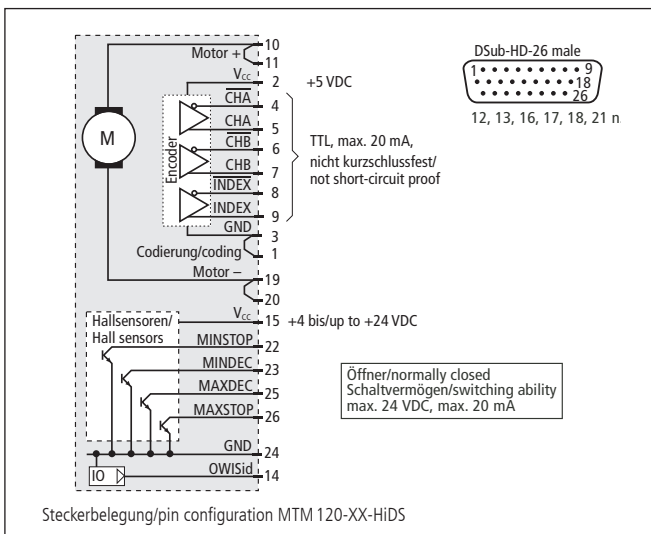 Motor +
10
11
DSub-HD-26 male
1
9
18
26
12, 13, 16, 17, 18, 21 n
Vcc
2
+5 VDC
CHA
4
CHA
5
CHB
6
CHB
7
INDEX
8
INDEX
9
GND
3
Codierung/coding
1
M
Encoder
TTL, max. 20 mA,
nicht kurzschlussfest/
not short-circuit proof
Motor –
19
20
Vcc
15
+4 bis/up to +24 VDC
Hallsensoren/
Hall sensors
MINSTOP
22
MINDEC
23
MAXDEC
25
MAXSTOP
26
GND
24
OWISid
14
IO
Öffner/normally closed
Schaltvermögen/switching ability
max. 24 VDC, max. 20 mA
Steckerbelegung/pin configuration MTM 120-XX-HiDS